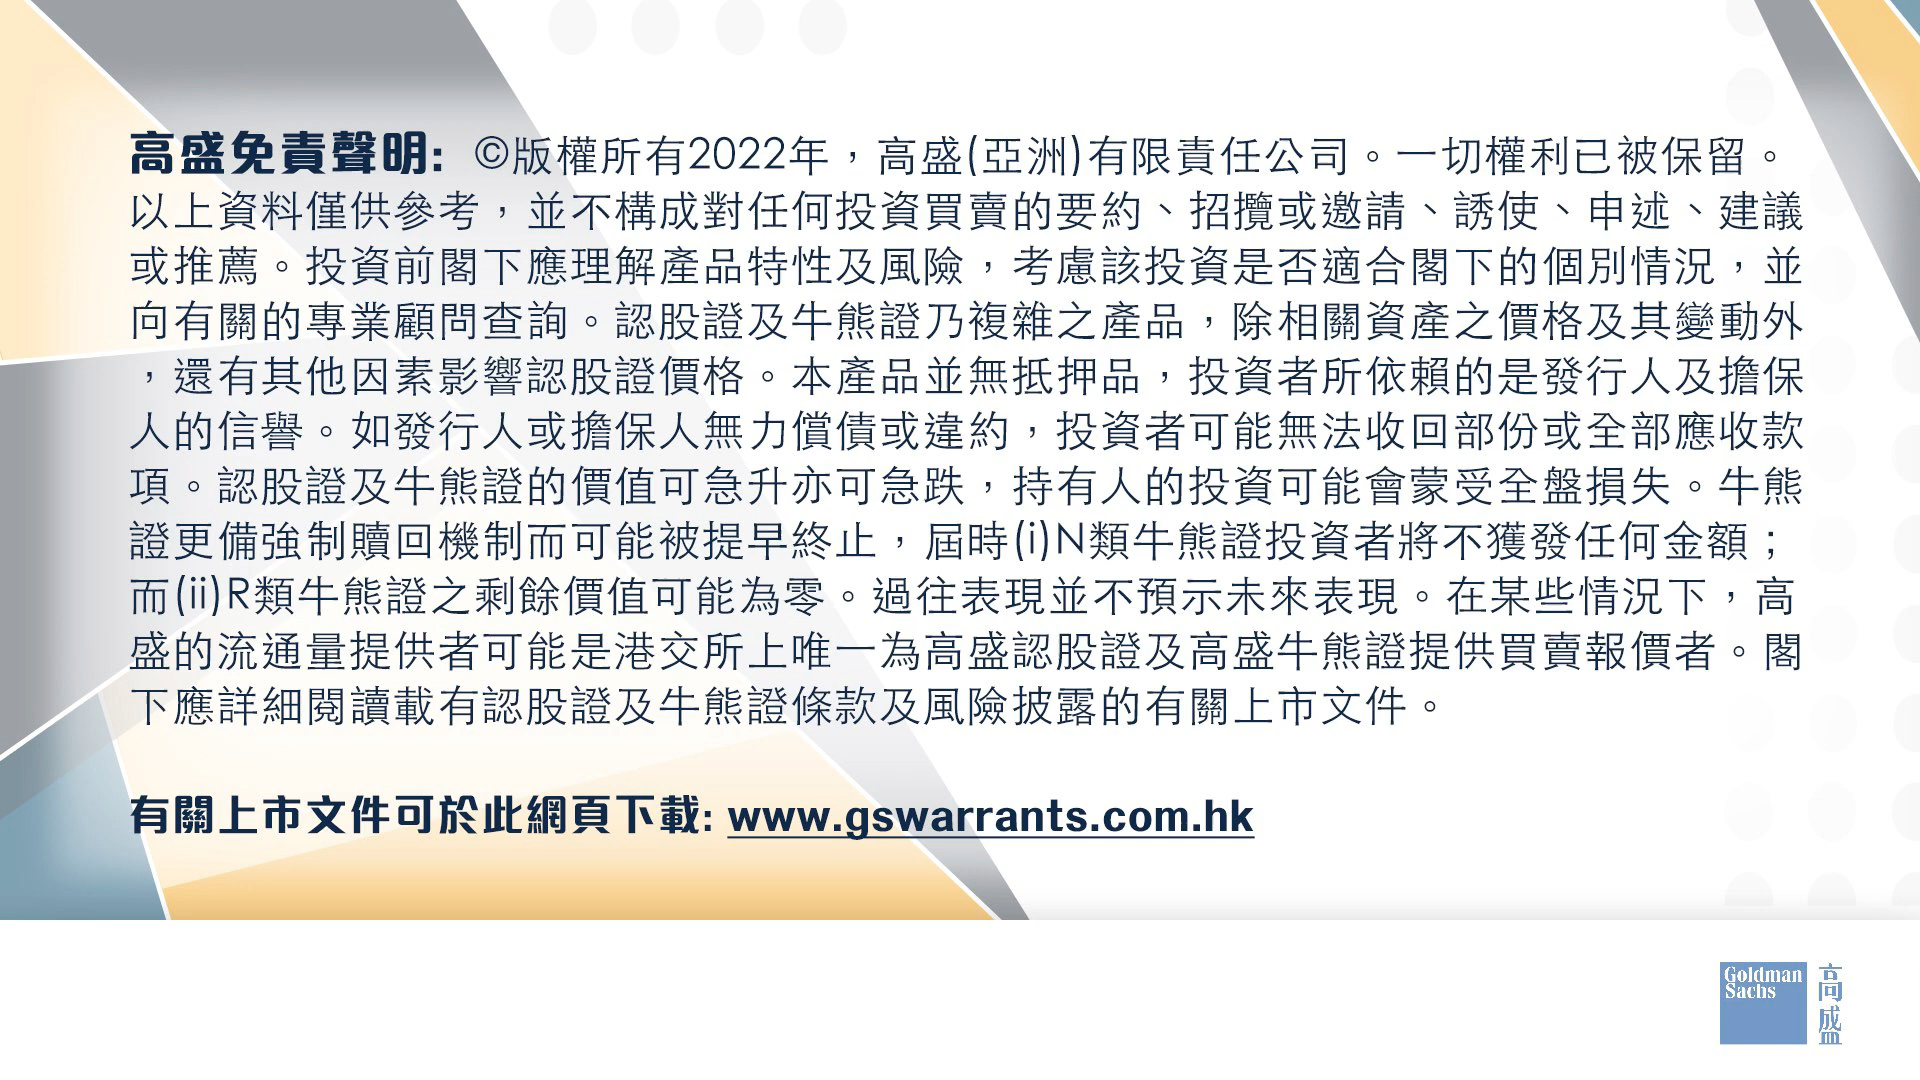 高盛免責聲明: ©版權所有2022年，高盛(亞洲)有限責任公司。一切權利已被保留。
以上資料僅供參考，並不構成對任何投資買賣的要約、招攬或邀請、誘使、申述、建議
或推薦。投資前閣下應理解產品特性及風險，考慮該投資是否適合閣下的個別情況，並
向有關的專業顧問查詢。認股證及牛熊證乃複雜之產品，除相關資產之價格及其變動外
，還有其他因素影響認股證價格。本產品並無抵押品，投資者所依賴的是發行人及擔保
人的信譽。如發行人或擔保人無力償債或違約，投資者可能無法收回部份或全部應收款
項。認股證及牛熊證的價值可急升亦可急跌，持有人的投資可能會蒙受全盤損失。牛熊
證更備強制贖回機制而可能被提早終止，屆時(i)N類牛熊證投資者將不獲發任何金額；
而(ii)R類牛熊證之剩餘價值可能為零。過往表現並不預示未來表現。在某些情況下，高
盛的流通量提供者可能是港交所上唯一為高盛認股證及高盛牛熊證提供買賣報價者。閣
下應詳細閱讀載有認股證及牛熊證條款及風險披露的有關上市文件。
有關上市文件可於此網頁下載: www.gswarrants.com.hk
Goldman
Sachs
高盛